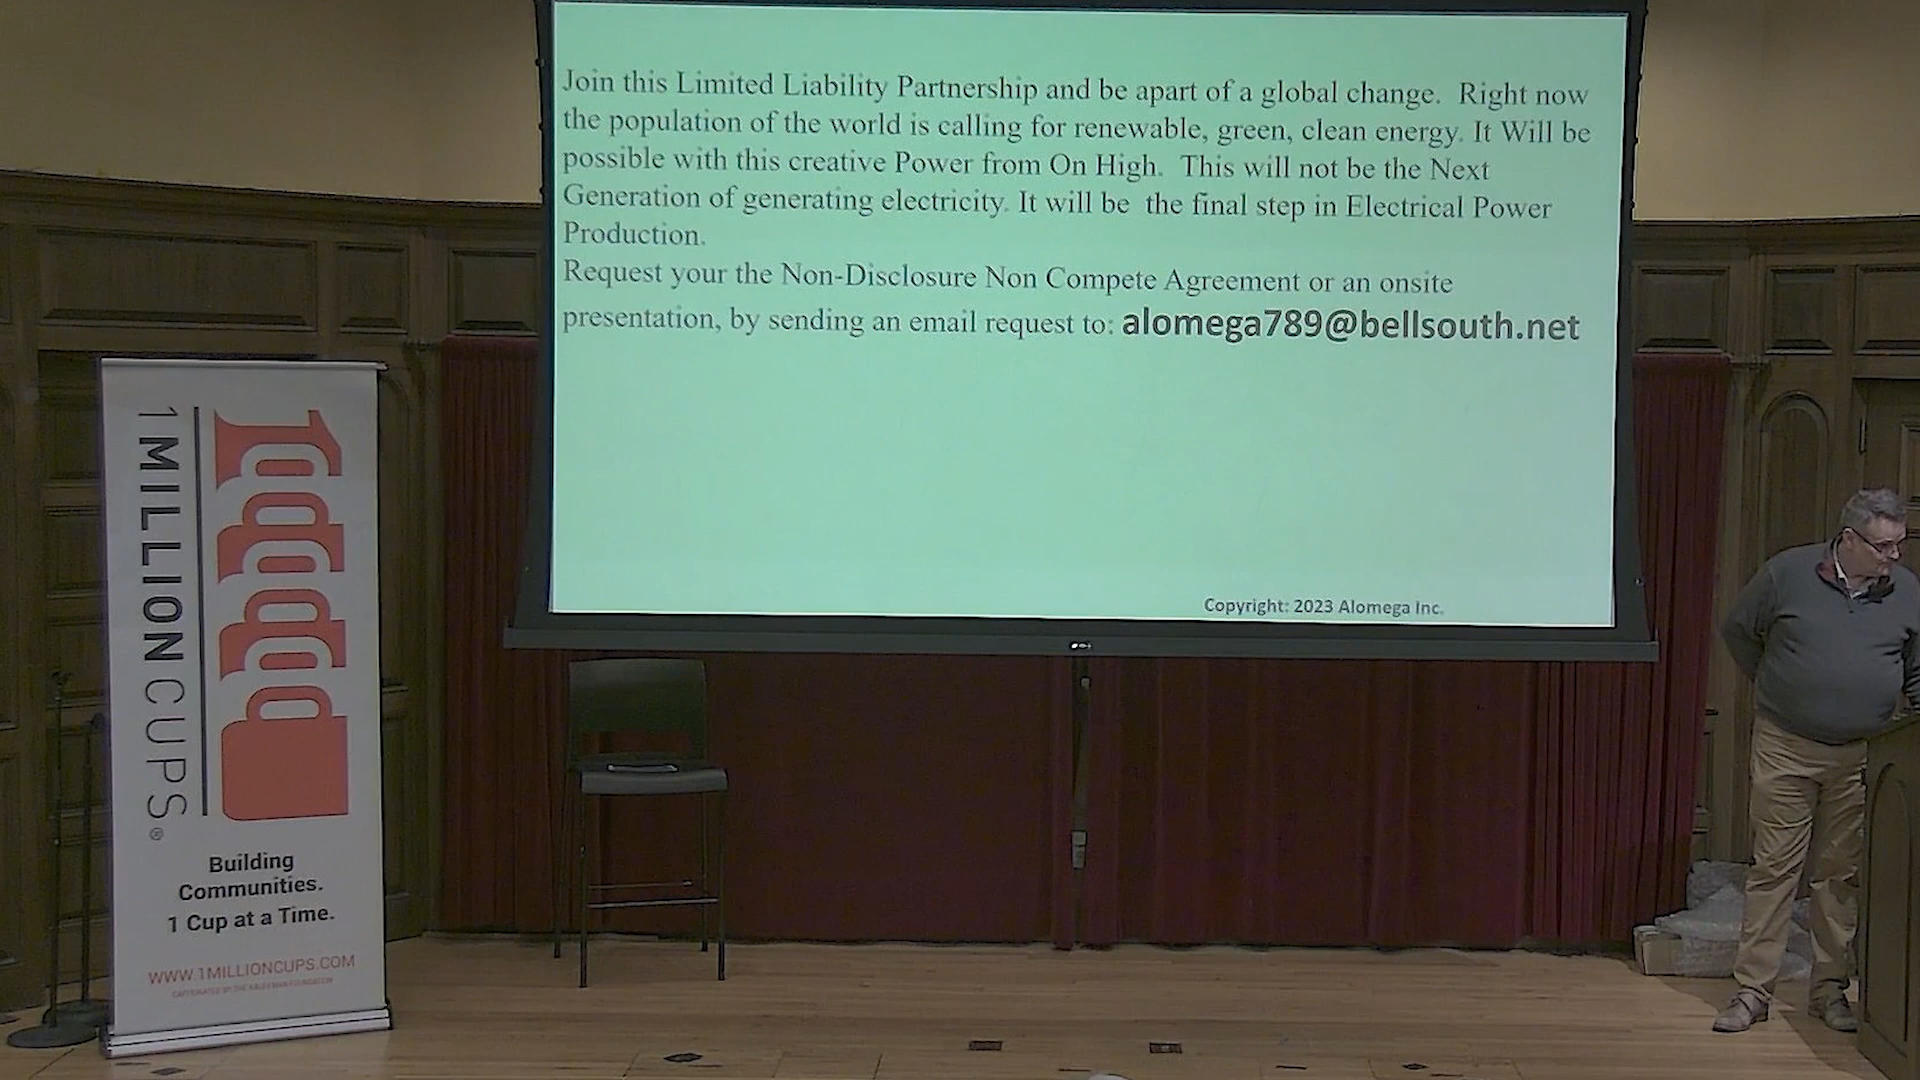 Join this Limited Liability Partnership and be apart of a global change. Right now
the population of the world is calling for renewable, green, clean energy. It Will be
possible with this creative Power from On High. This will not be the Next
Generation of generating electricity. It will be the final step in Electrical Power
Production.
Request your the Non-Disclosure Non Compete Agreement or an onsite
presentation, by sending an email request to: alomega789@bellsouth.net
Copyright: 2023 Alomega Inc.
1 MILLION CUPS®
Building
Communities.
1 Cup at a Time.
WWW.1MILLIONCUPS.COM